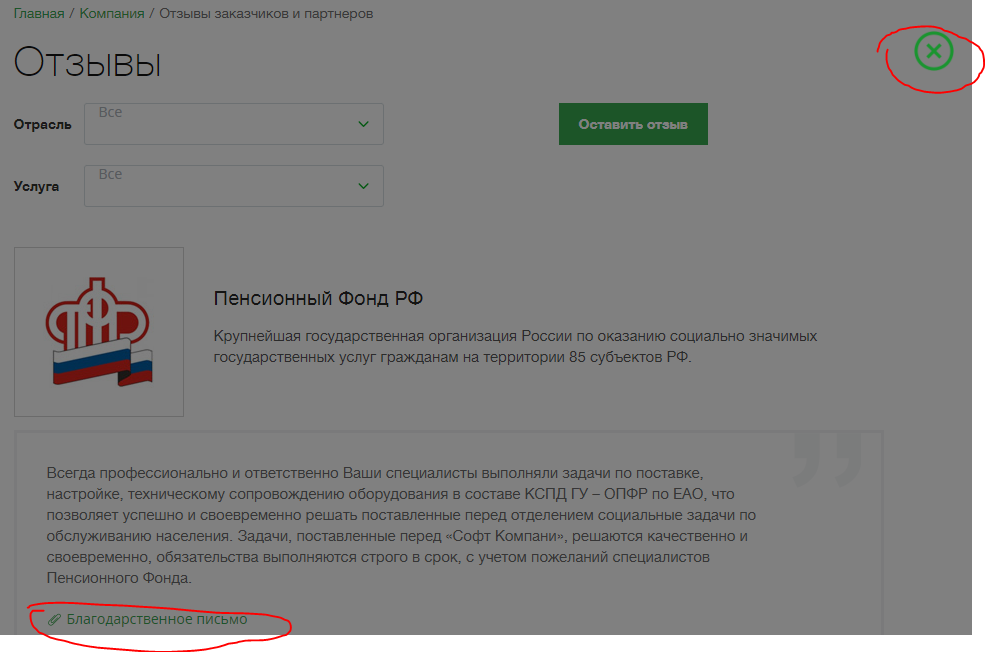 Главная / Компания / Отзывы заказчиков и партнеров
Отзывы
Отрасль Все Оставить отзыв
Услуга Все
Пенсионный Фонд РФ
Крупнейшая государственная организация России по оказанию социально значимых
государственных услуг гражданам на территории 85 субъектов РФ.
Всегда профессионально и ответственно Ваши специалисты выполняли задачи по поставке,
настройке, техническому сопровождению оборудования в составе КСПД ГУ – ОПФР по ЕАО, что
позволяет успешно и своевременно решать поставленные перед отделением социальные задачи по
обслуживанию населения. Задачи, поставленные перед «Софт Компани», решаются качественно и
своевременно, обязательства выполняются строго в срок, с учетом пожеланий специалистов
Пенсионного Фонда.
Благодарственное письмо